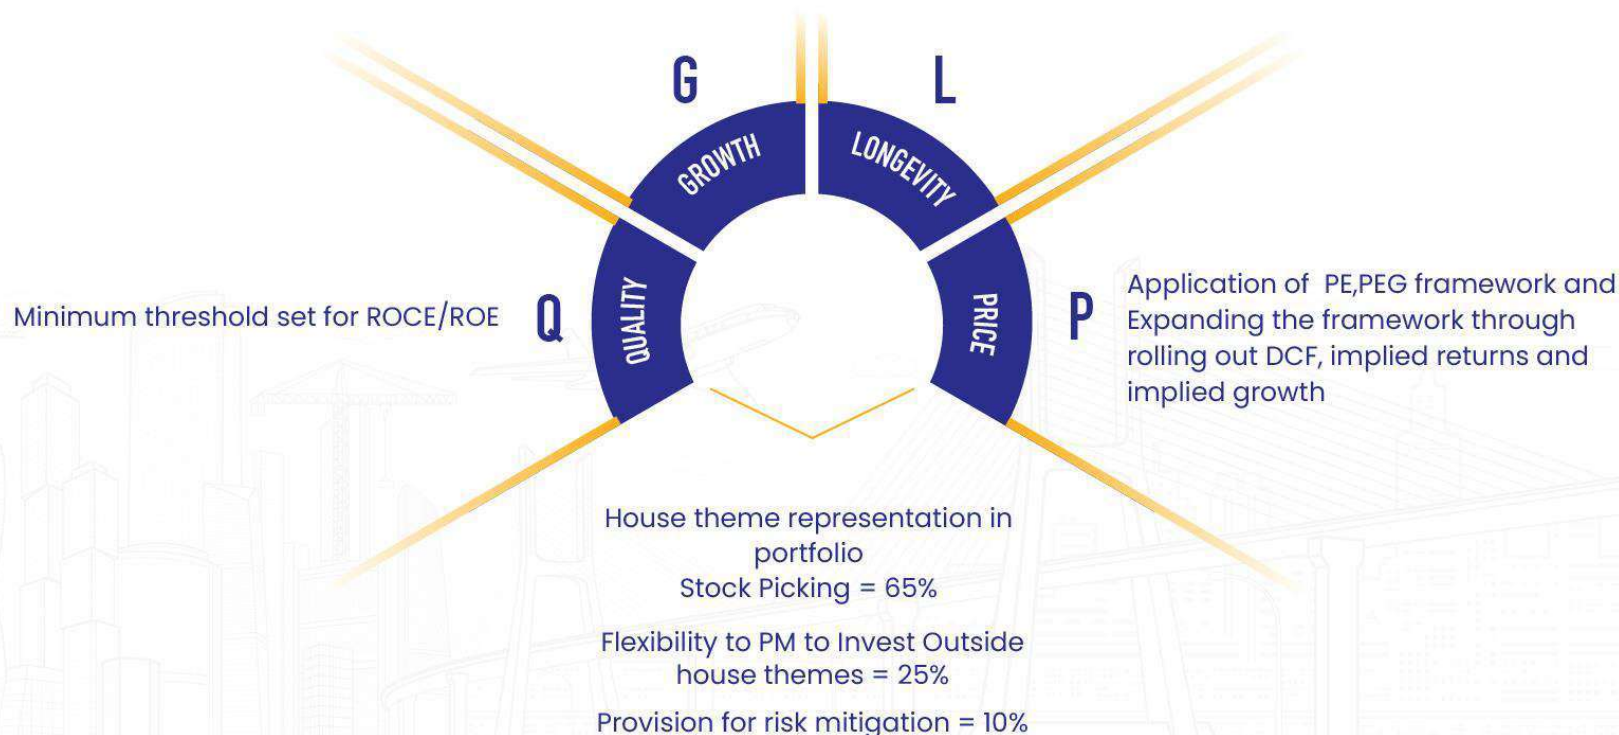 G
L
GROWTH
LONGEVITY
Minimum threshold set for ROCE/ROE
Q
QUALITY
PRICE
P
Application of PE,PEG framework and
Expanding the framework through
rolling out DCF, implied returns and
implied growth
House theme representation in
portfolio
Stock Picking = 65%
Flexibility to PM to Invest Outside
house themes = 25%
Provision for risk mitigation = 10%